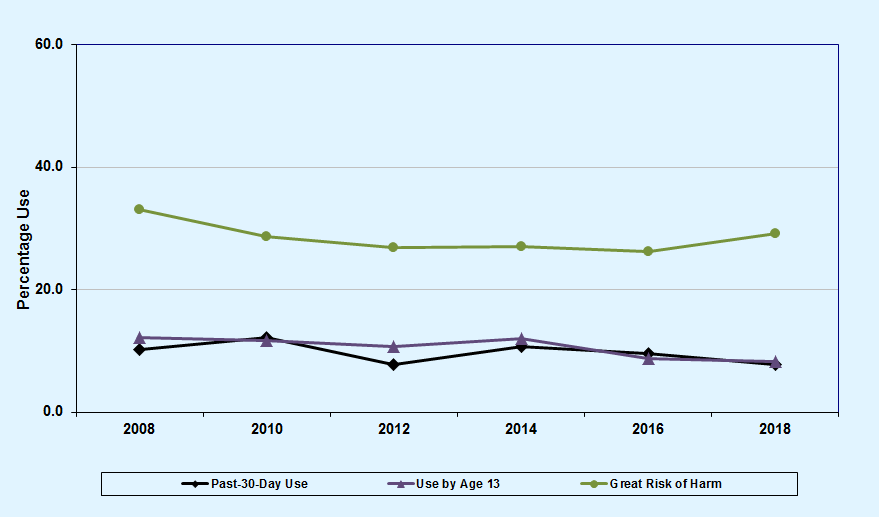 60.0
40.0
20.0
0.0
Percentage Use
2008 2010 2012 2014 2016 2018
Past-30-Day Use Use by Age 13 Great Risk of Harm